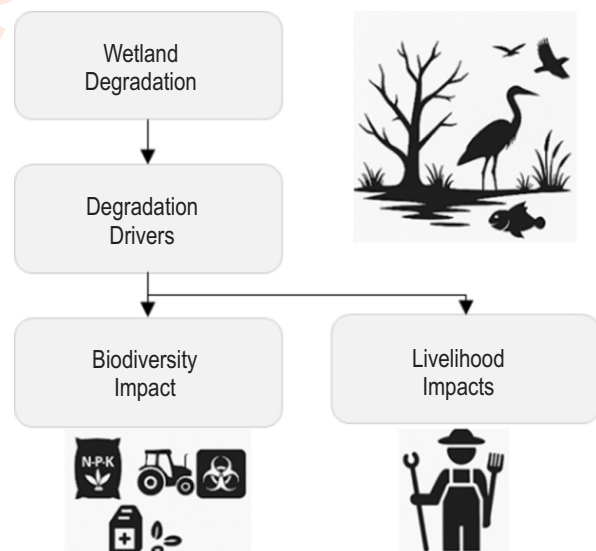 Wetland
Degradation
Degradation
Drivers
Biodiversity
Impact
Livelihood
Impacts
N-P-K